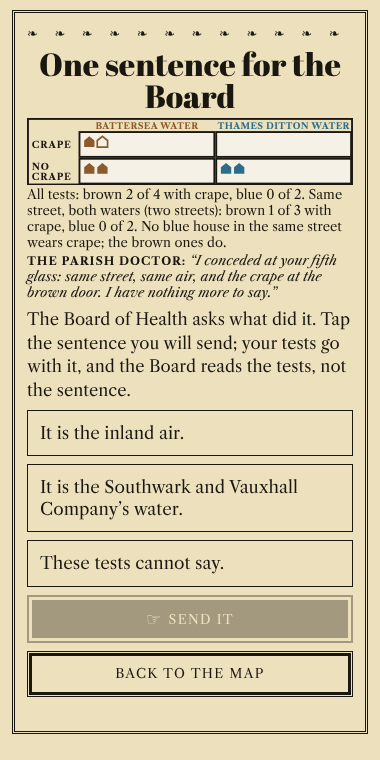 One sentence for the
Board
BATTERSEA WATER THAMES DITTON WATER
CRAPE
NO
CRAPE
All tests: brown 2 of 4 with crape, blue 0 of 2. Same
street, both waters (two streets): brown 1 of 3 with
crape, blue 0 of 2. No blue house in the same street
wears crape; the brown ones do.
THE PARISH DOCTOR: “I conceded at your fifth
glass: same street, same air, and the crape at the
brown door. I have nothing more to say.”
The Board of Health asks what did it. Tap
the sentence you will send; your tests go
with it, and the Board reads the tests, not
the sentence.
It is the inland air.
It is the Southwark and Vauxhall
Company’s water.
These tests cannot say.
☞ SEND IT
BACK TO THE MAP